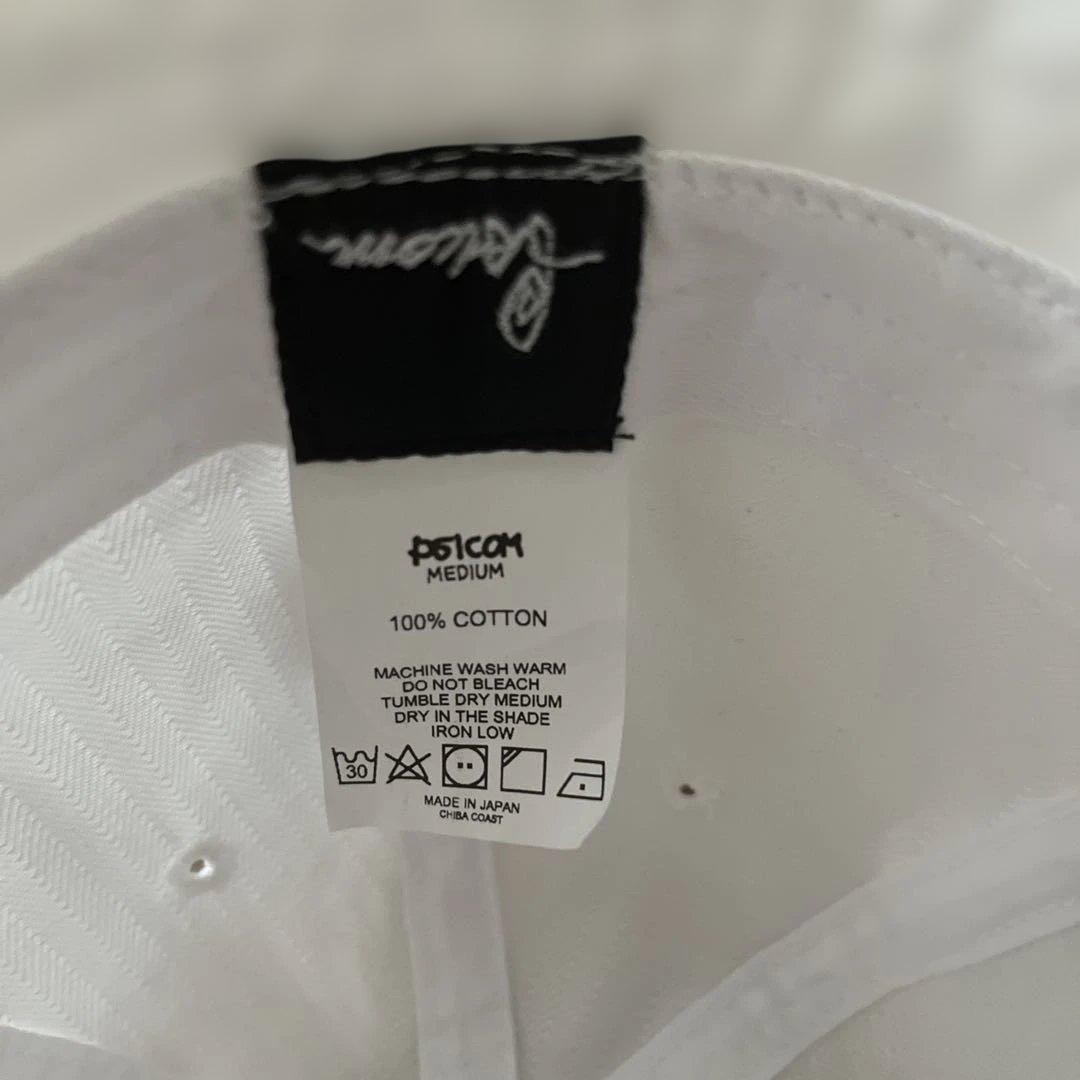 psicom
MEDIUM
100% COTTON
MACHINE WASH WARM
DO NOT BLEACH
TUMBLE DRY MEDIUM
DRY IN THE SHADE
IRON LOW
30
MADE IN JAPAN
CHIBA COAST